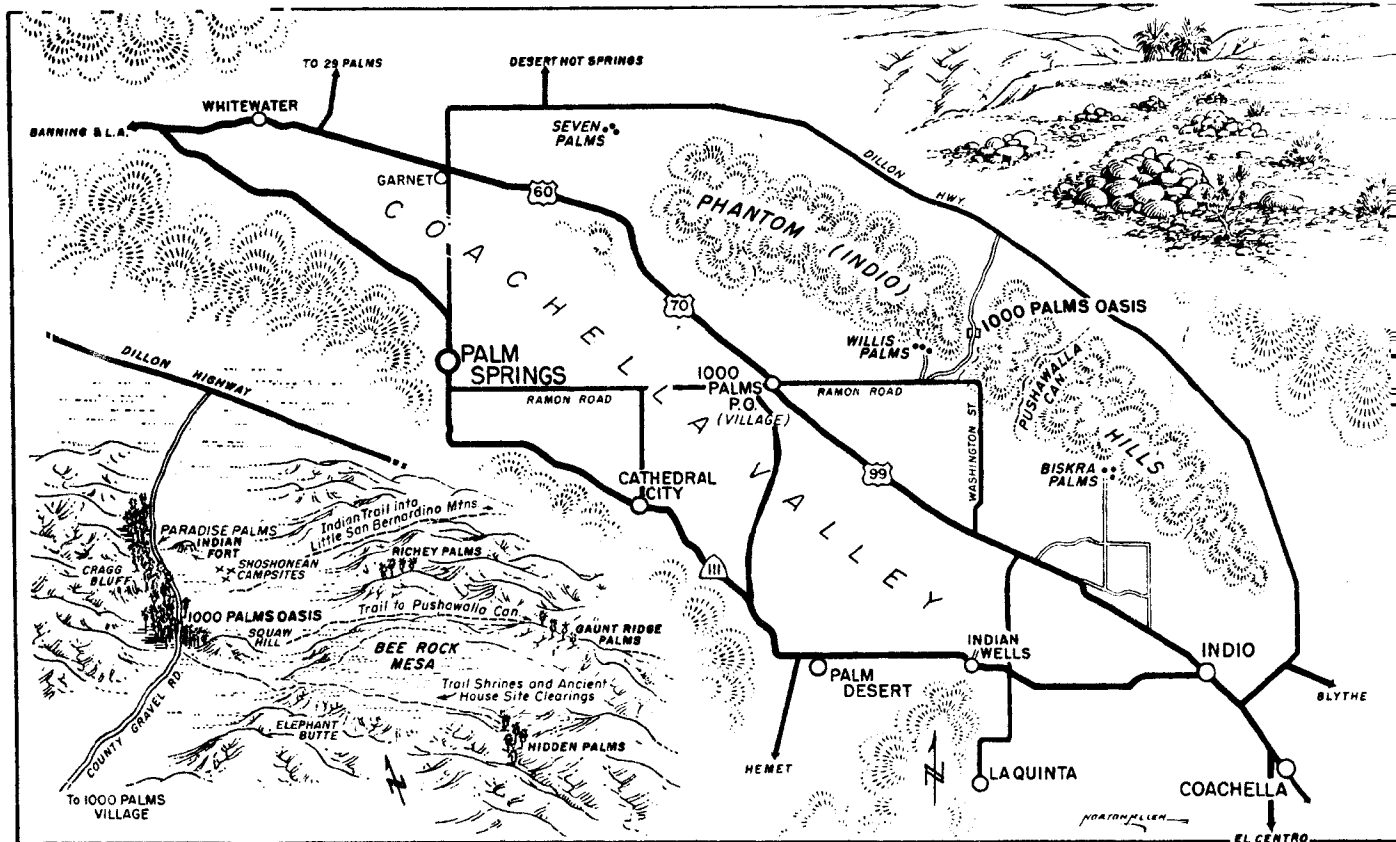 TO 29 PALMS
DESERT HOT SPRINGS
WHITEWATER
BANNING & L.A.
SEVEN
PALMS
GARNET
60
DILLON
HWY.
COACHELLA VALLEY
PHANTOM (INDIO)
HILLS
70
1000 PALMS OASIS
WILLIS
PALMS
PUSHAWALLA
CAN.
PALM
SPRINGS
1000
PALMS
P.O.
(VILLAGE)
RAMON ROAD
RAMON ROAD
WASHINGTON ST.
BISKRA
PALMS
99
CATHEDRAL
CITY
111
INDIAN
WELLS
INDIO
PALM
DESERT
BLYTHE
HEMET
N
LA QUINTA
COACHELLA
NORTON ALLEN
EL CENTRO
DILLON HIGHWAY
Indian Trail into
Little San Bernardino Mtns
PARADISE PALMS
INDIAN
FORT
CRAGG
BLUFF
SHOSHONEAN
CAMPSITES
RICHEY PALMS
1000 PALMS OASIS
Trail to Pushawalla Can.
SQUAW
HILL
GAUNT RIDGE
PALMS
BEE ROCK
MESA
Trail Shrines and Ancient
House Site Clearings
ELEPHANT
BUTTE
HIDDEN PALMS
COUNTY GRAVEL RD.
N
To 1000 PALMS
VILLAGE